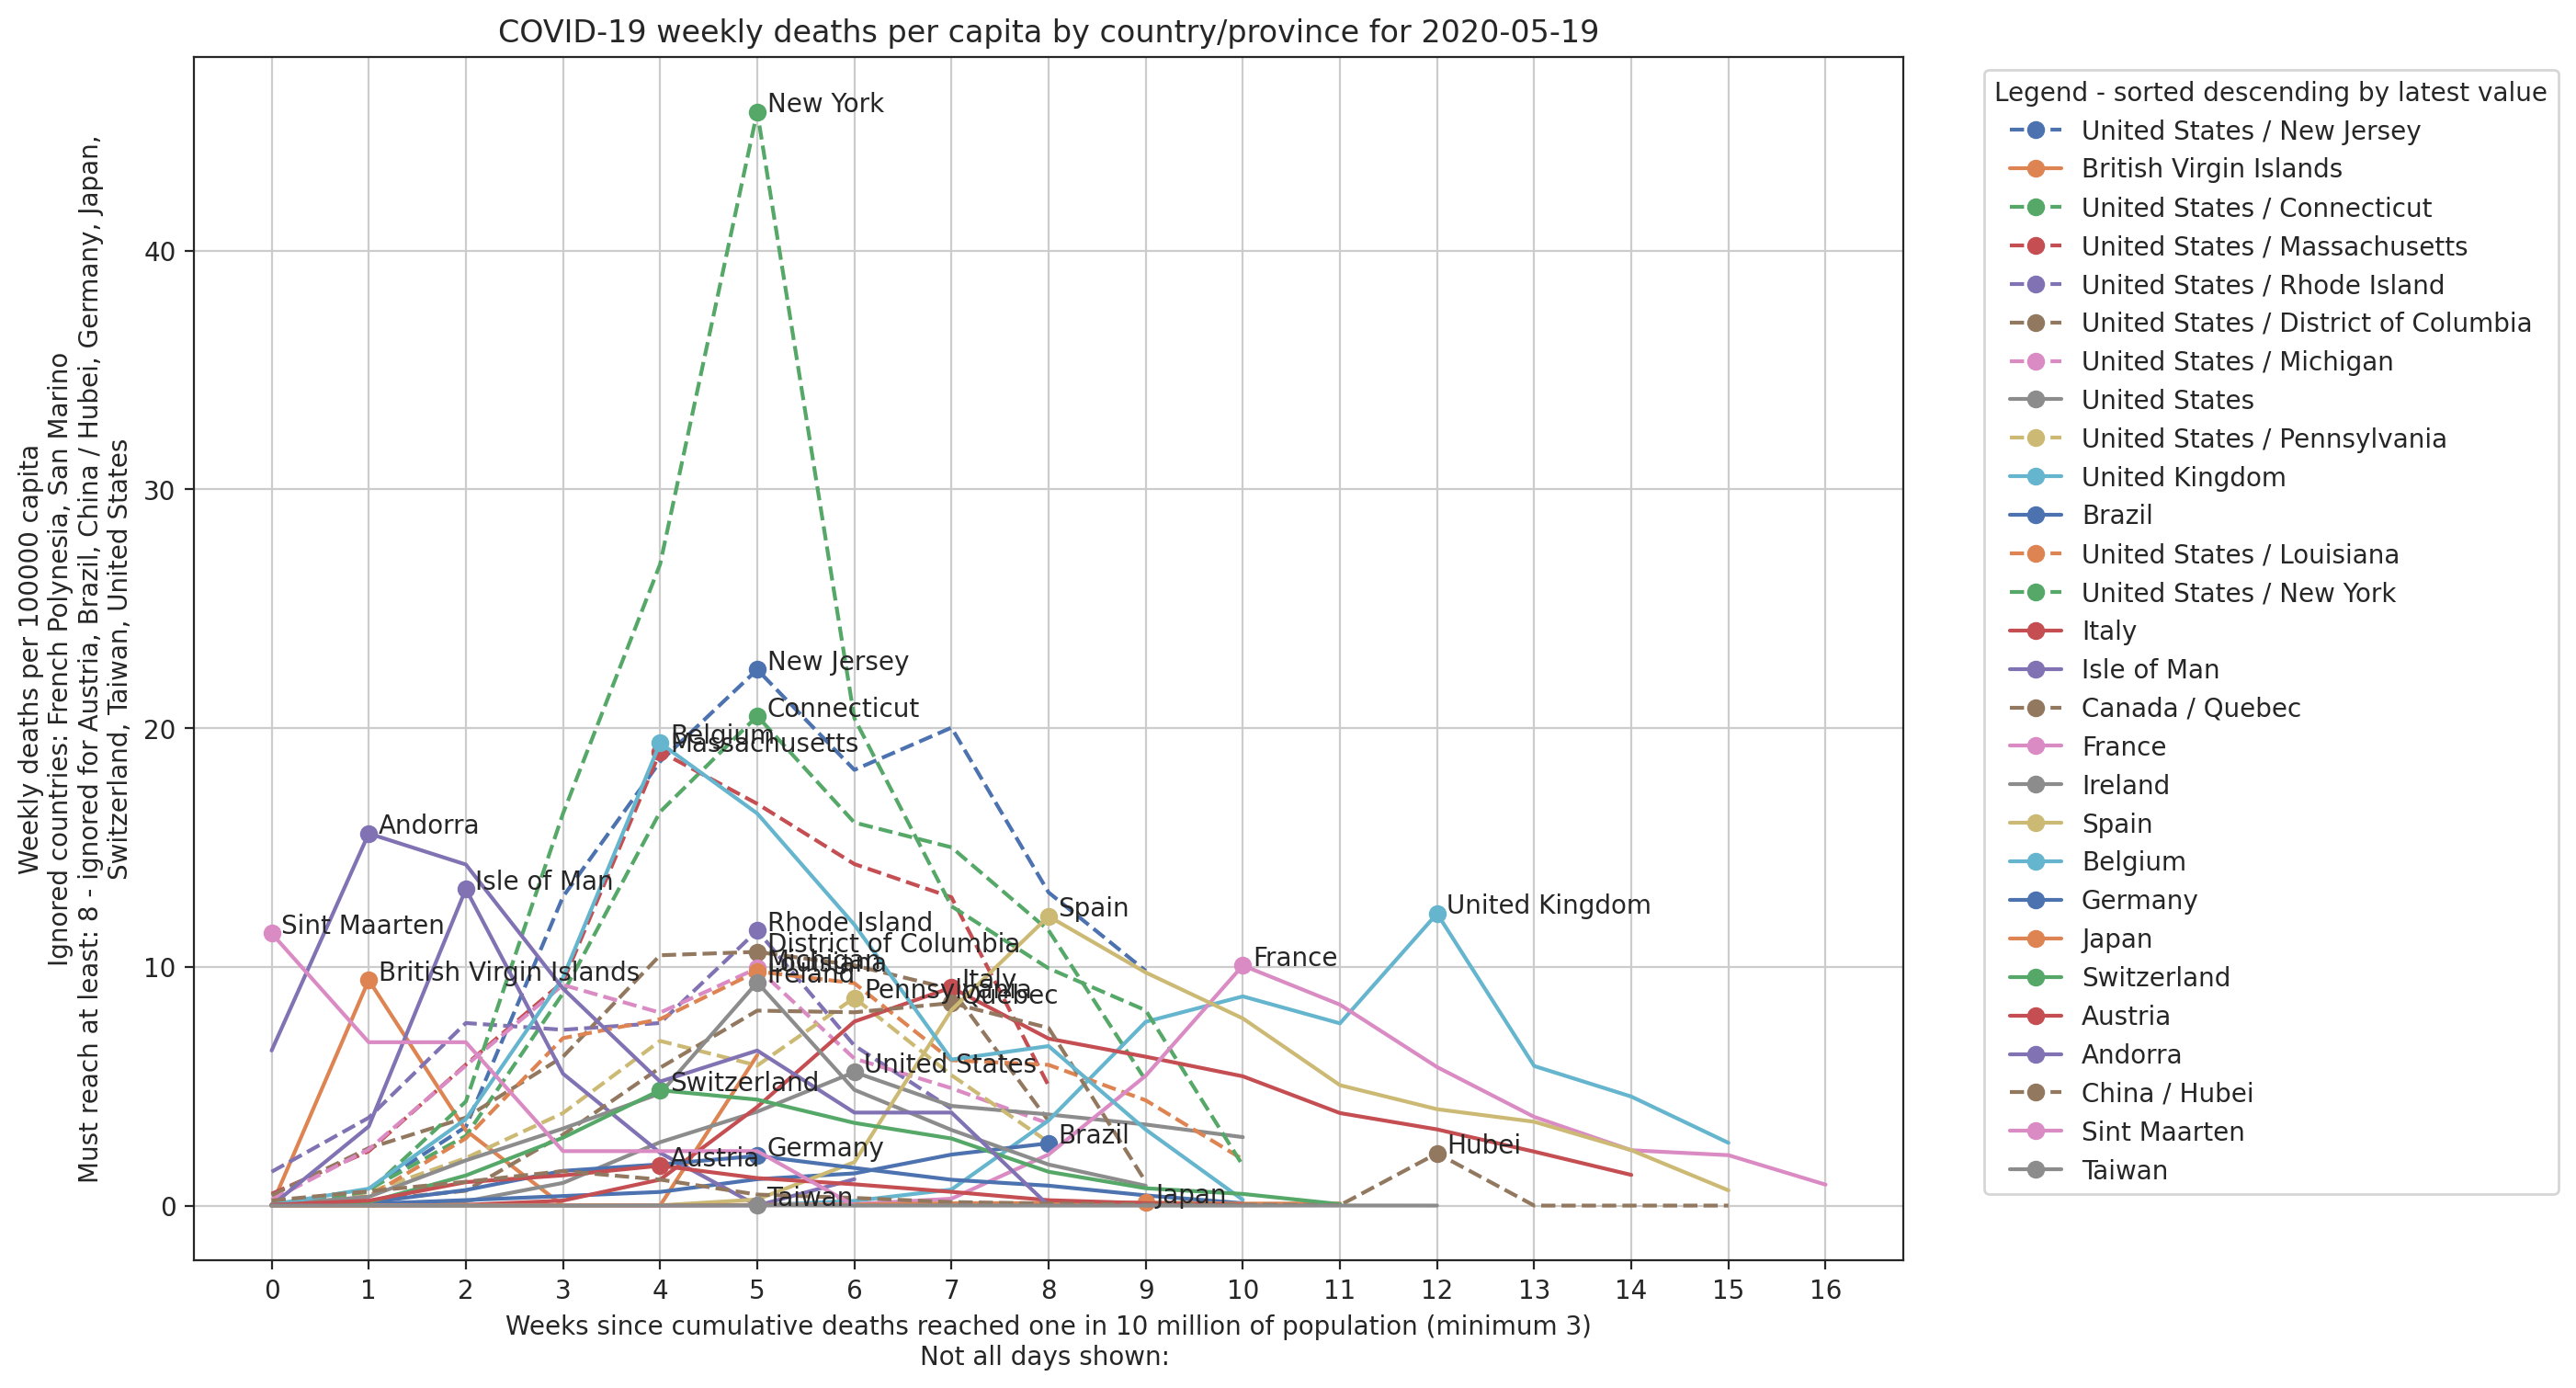 COVID-19 weekly deaths per capita by country/province for 2020-05-19
Weekly deaths per 100000 capita
Ignored countries: French Polynesia, San Marino
Must reach at least: 8 - ignored for Austria, Brazil, China / Hubei, Germany, Japan,
Switzerland, Taiwan, United States
40
30
20
10
0
New York
New Jersey
Connecticut
Belgium
Massachusetts
Andorra
Isle of Man
Sint Maarten
British Virgin Islands
Rhode Island
District of Columbia
Michigan
Louisiana
Ireland
Pennsylvania
Italy
Quebec
Spain
United Kingdom
France
United States
Switzerland
Germany
Austria
Brazil
Taiwan
Japan
Hubei
0 1 2 3 4 5 6 7 8 9 10 11 12 13 14 15 16
Weeks since cumulative deaths reached one in 10 million of population (minimum 3)
Not all days shown:
Legend - sorted descending by latest value
United States / New Jersey
British Virgin Islands
United States / Connecticut
United States / Massachusetts
United States / Rhode Island
United States / District of Columbia
United States / Michigan
United States
United States / Pennsylvania
United Kingdom
Brazil
United States / Louisiana
United States / New York
Italy
Isle of Man
Canada / Quebec
France
Ireland
Spain
Belgium
Germany
Japan
Switzerland
Austria
Andorra
China / Hubei
Sint Maarten
Taiwan